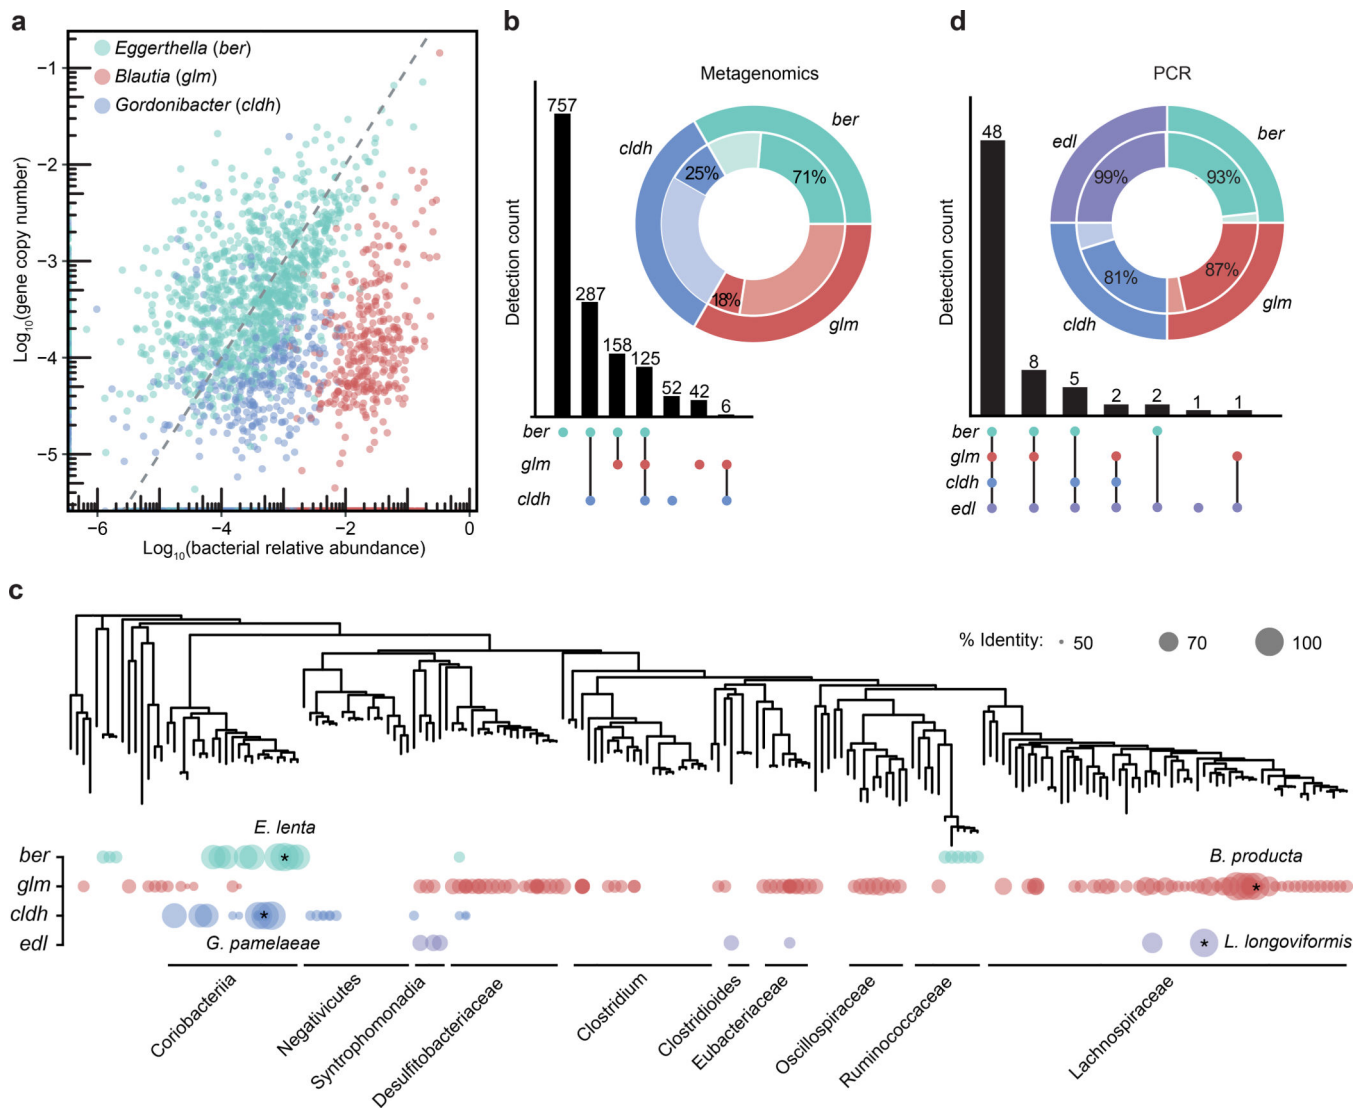 a
Eggerthella (ber)
Blautia (glm)
Gordonibacter (cldh)
Log10(gene copy number)
−1
−2
−3
−4
−5
−6
−4
−2
0
Log10(bacterial relative abundance)
b
Metagenomics
Detection count
757
287
158
125
52
42
6
ber
glm
cldh
cldh
ber
glm
25%
71%
18%
d
PCR
Detection count
48
8
5
2
2
1
1
ber
glm
cldh
edl
edl
ber
cldh
glm
99%
93%
81%
87%
c
% Identity:
50
70
100
E. lenta
B. producta
ber
*
glm
*
cldh
*
edl
G. pamelaeae
*
L. longoviformis
Coriobacteriia
Negativicutes
Syntrophomonadia
Desulfitobacteriaceae
Clostridium
Clostridioides
Eubacteriaceae
Oscillospiraceae
Ruminococcaceae
Lachnospiraceae